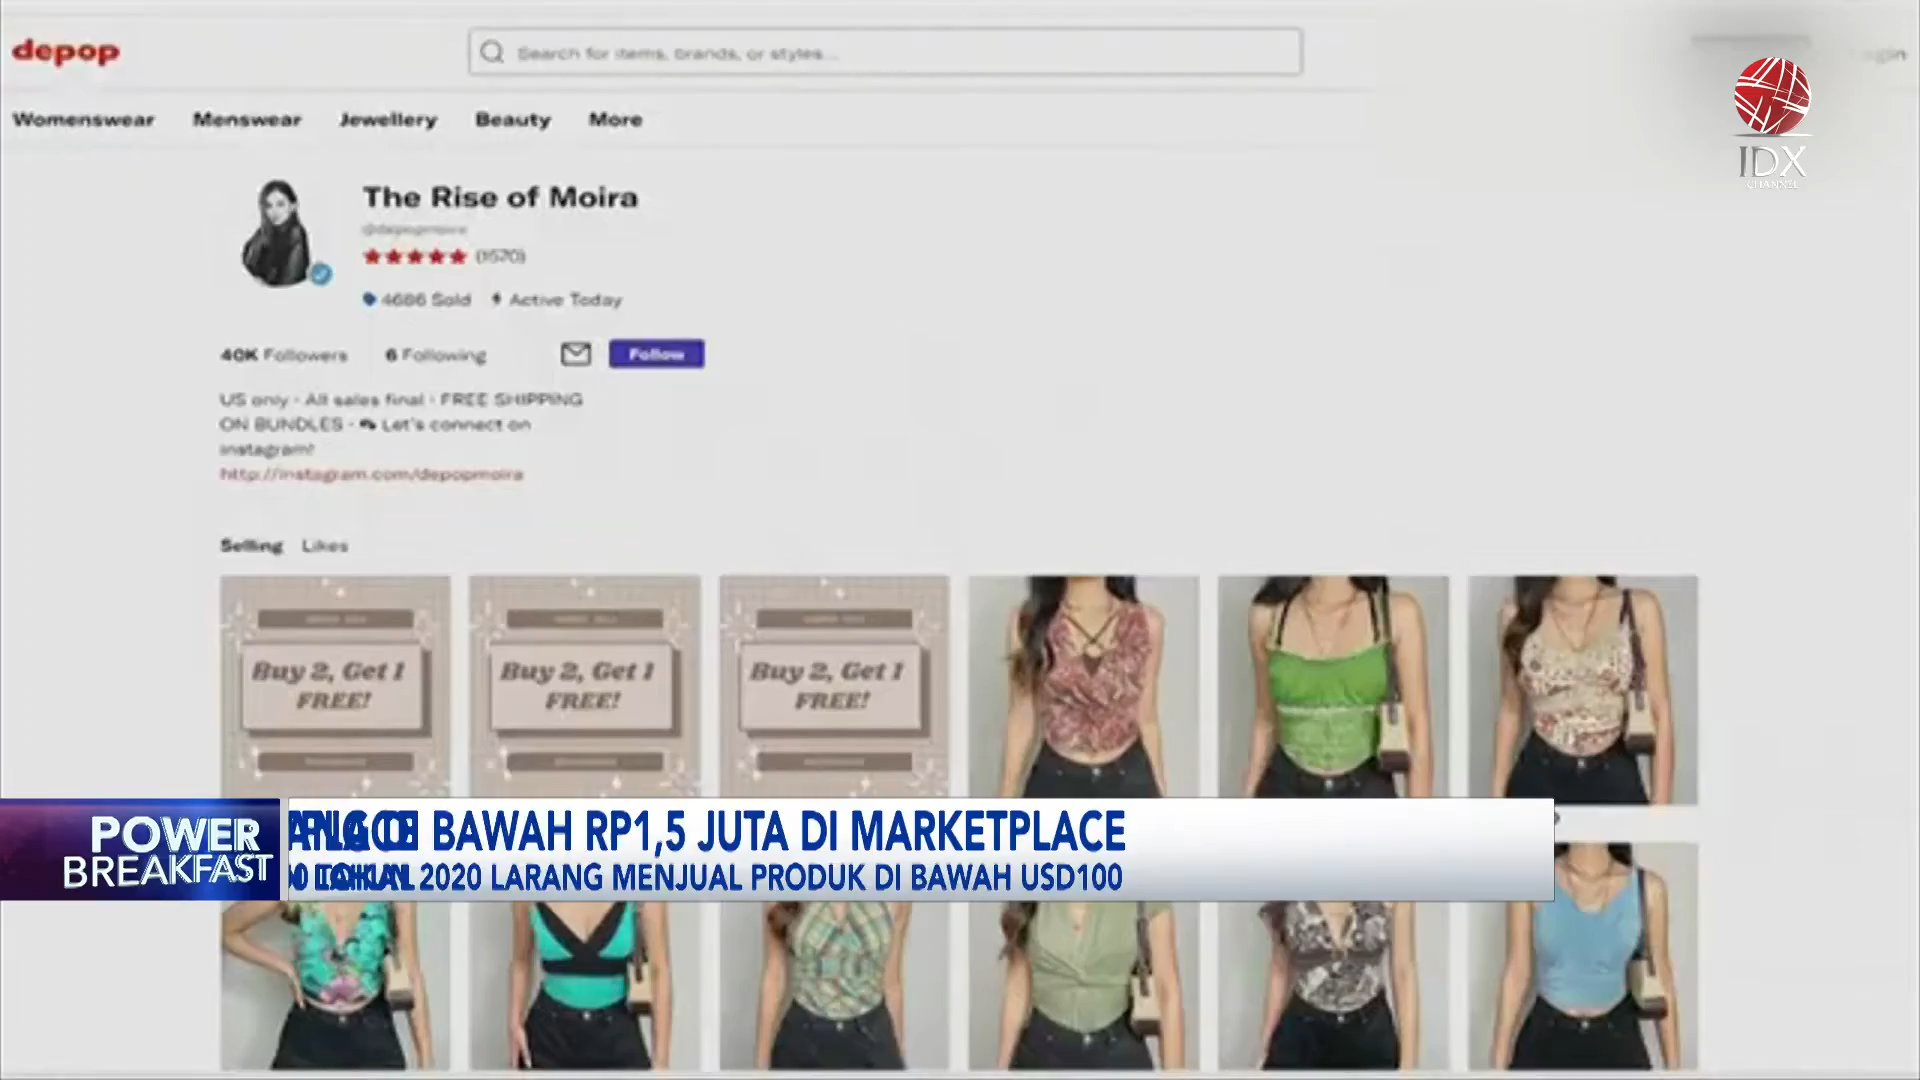 depop
Search for items, brands, or styles...
Womenswear Menswear Jewellery Beauty More
IDX
CHANNEL
The Rise of Moira
@depopmoira
(1570)
4686 Sold Active Today
40K Followers 6 Following Follow
US only - All sales final - FREE SHIPPING
ON BUNDLES - Let's connect on
instagram!
http://instagram.com/depopmoira
Selling Likes
Buy 2, Get 1
FREE!
Buy 2, Get 1
FREE!
Buy 2, Get 1
FREE!
POWER
BREAKFAST
BAWAH RP1,5 JUTA DI MARKETPLACE
2020 LARANG MENJUAL PRODUK DI BAWAH USD100